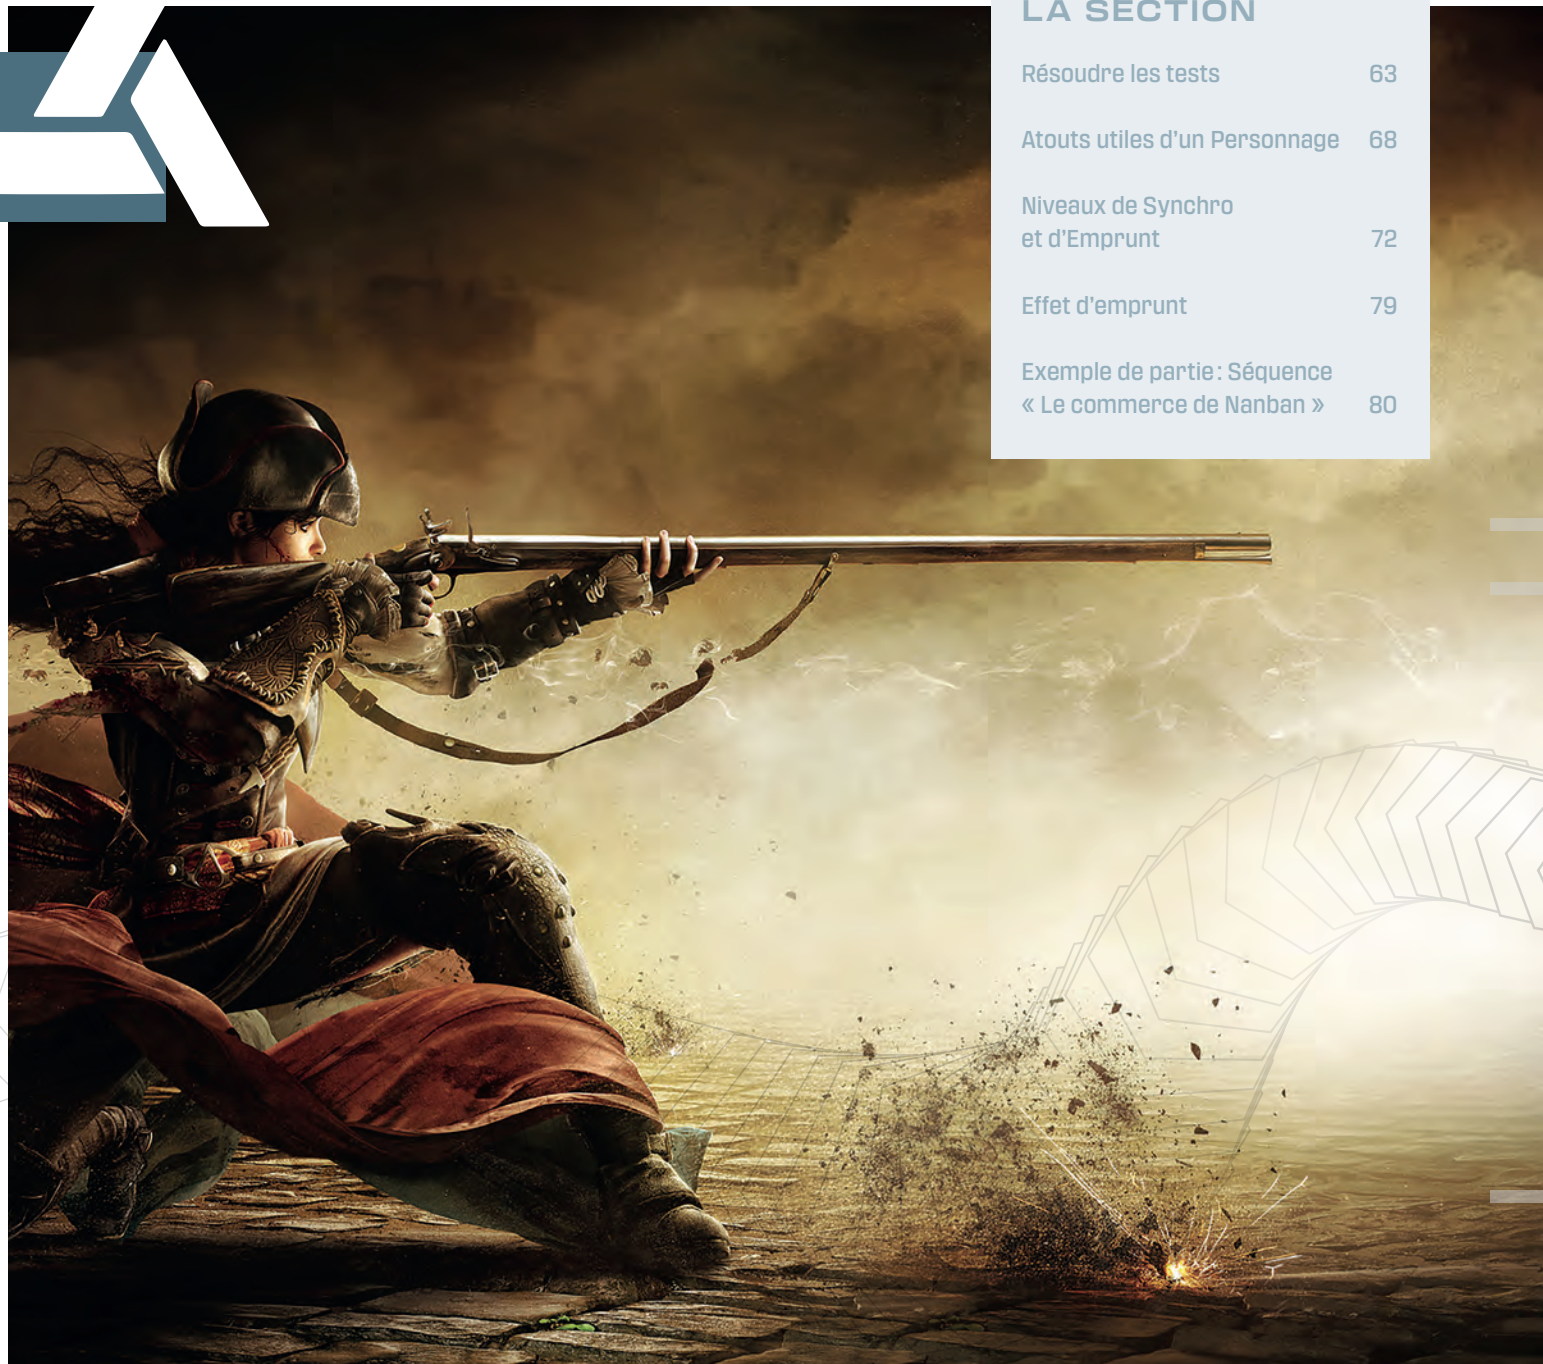 LA SECTION
Résoudre les tests 63
Atouts utiles d'un Personnage 68
Niveaux de Synchro
et d'Emprunt 72
Effet d'emprunt 79
Exemple de partie : Séquence
« Le commerce de Nanban » 80